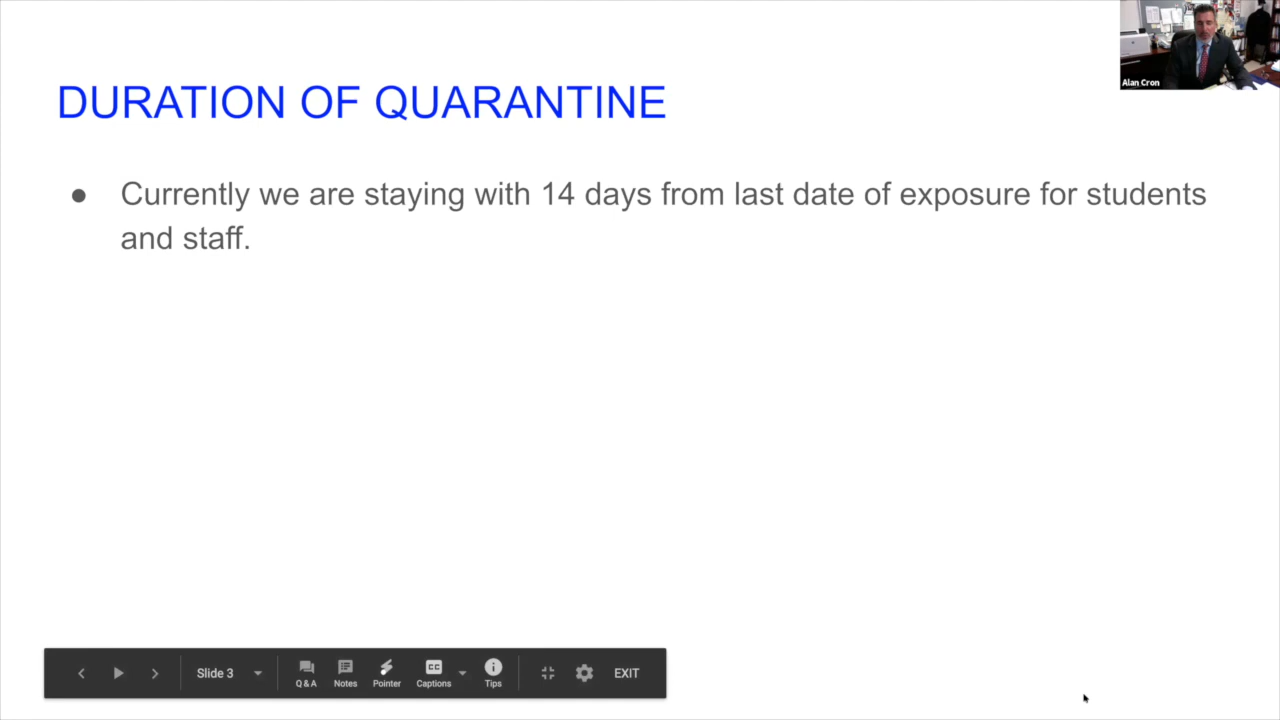 Alan Cron
DURATION OF QUARANTINE
● Currently we are staying with 14 days from last date of exposure for students
and staff.
Slide 3
Q & A
Notes
Pointer
CC
Captions
Tips
EXIT